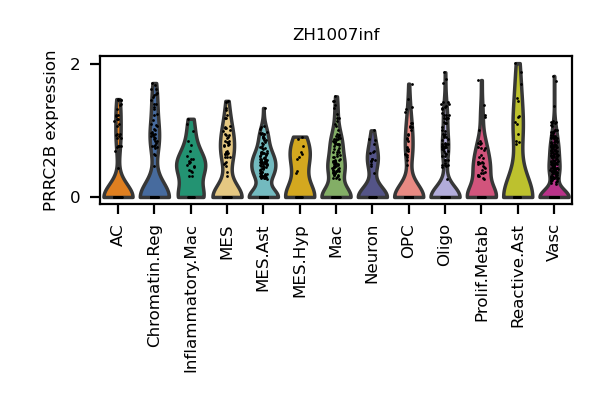 ZH1007inf
PRRC2B expression
2
0
AC
Chromatin.Reg
Inflammatory.Mac
MES
MES.Ast
MES.Hyp
Mac
Neuron
OPC
Oligo
Prolif.Metab
Reactive.Ast
Vasc